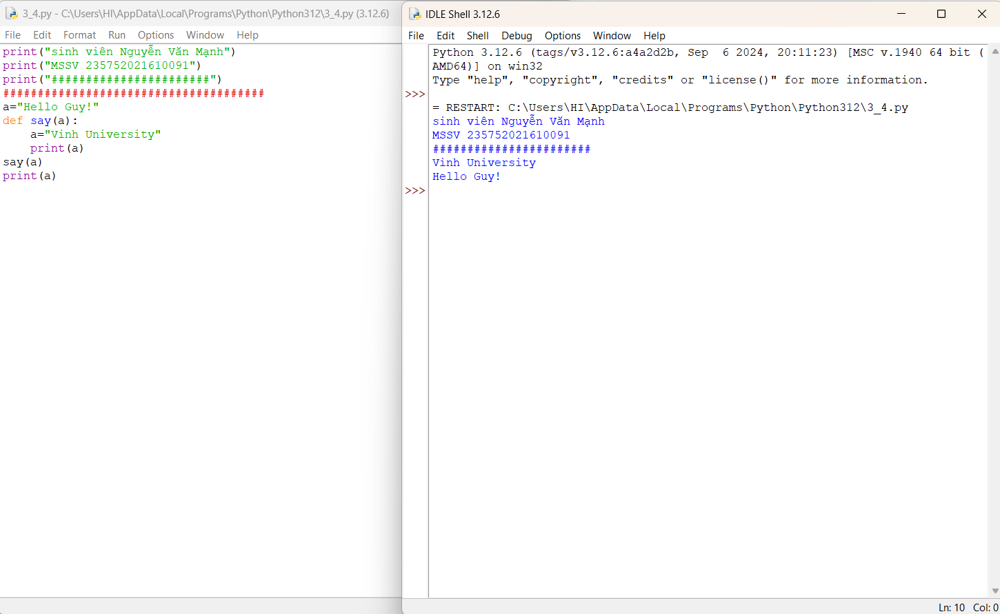 3_4.py - C:\Users\HI\AppData\Local\Programs\Python\Python312\3_4.py (3.12.6)
File Edit Format Run Options Window Help
print("sinh viên Nguyễn Văn Mạnh")
print("MSSV 235752021610091")
print("#######################")
######################################
a="Hello Guy!"
def say(a):
    a="Vinh University"
    print(a)
say(a)
print(a)
IDLE Shell 3.12.6
File Edit Shell Debug Options Window Help
Python 3.12.6 (tags/v3.12.6:a4a2d2b, Sep  6 2024, 20:11:23) [MSC v.1940 64 bit (
AMD64)] on win32
Type "help", "copyright", "credits" or "license()" for more information.
>>>
= RESTART: C:\Users\HI\AppData\Local\Programs\Python\Python312\3_4.py
sinh viên Nguyễn Văn Mạnh
MSSV 235752021610091
#######################
Vinh University
Hello Guy!
>>>
Ln: 10 Col: 0